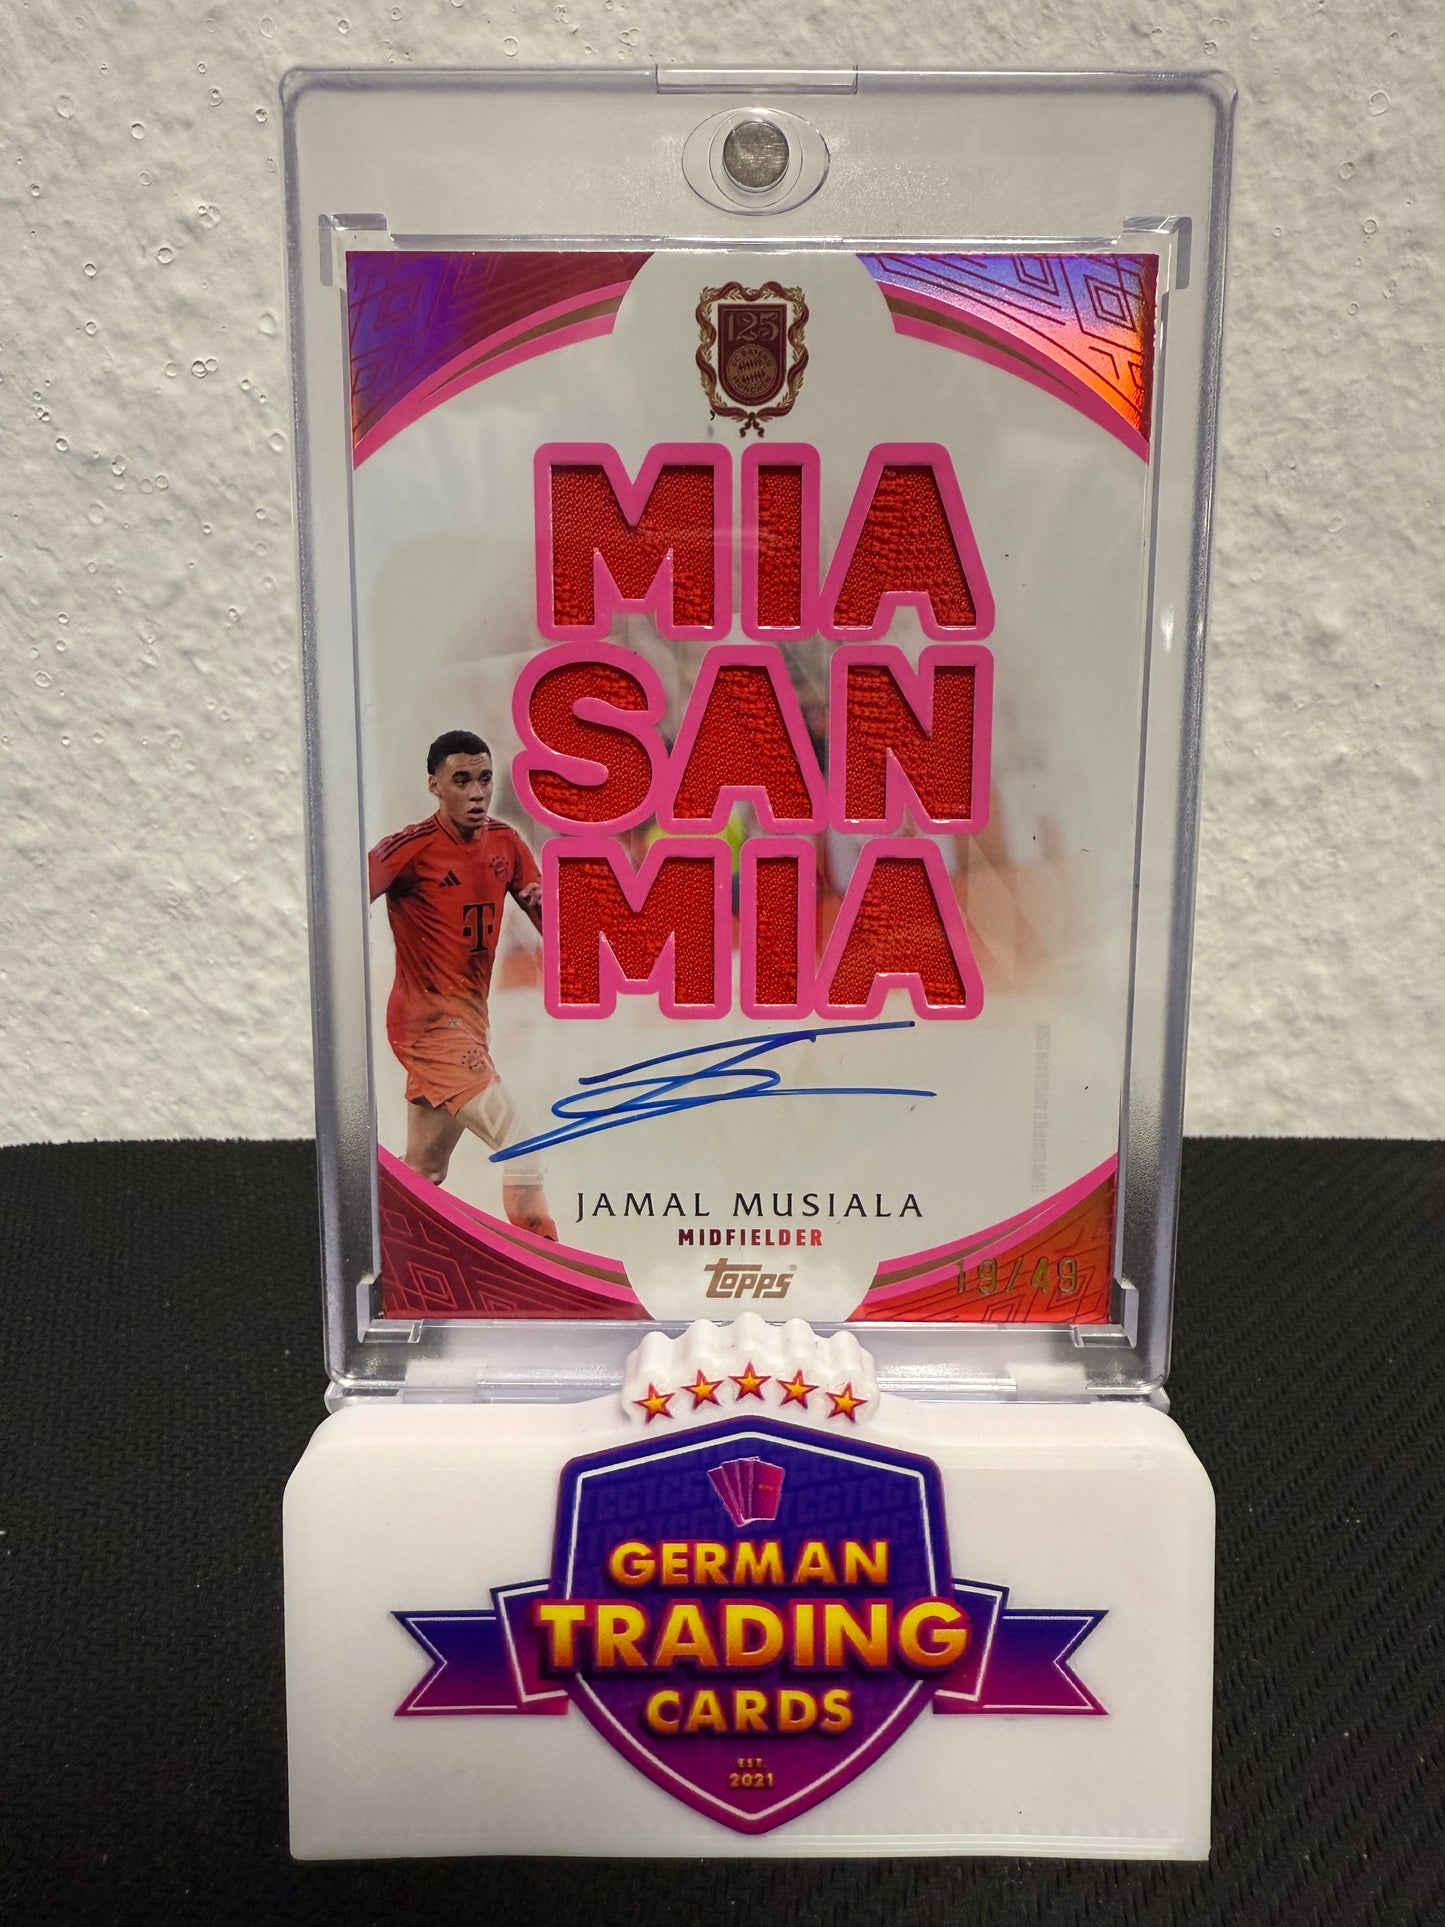 125
MIA
SAN
MIA
T
JAMAL MUSIALA
MIDFIELDER
topps
19/49
GERMAN
TRADING
CARDS
EST.
2021